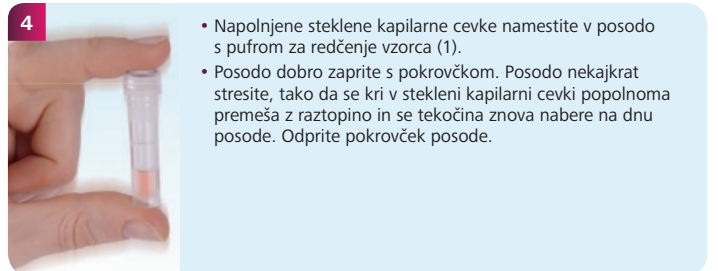 4
• Napolnjene steklene kapilarne cevke namestite v posodo
s pufrom za redčenje vzorca (1).
• Posodo dobro zaprite s pokrovčkom. Posodo nekajkrat
stresite, tako da se kri v stekleni kapilarni cevki popolnoma
premeša z raztopino in se tekočina znova nabere na dnu
posode. Odprite pokrovček posode.